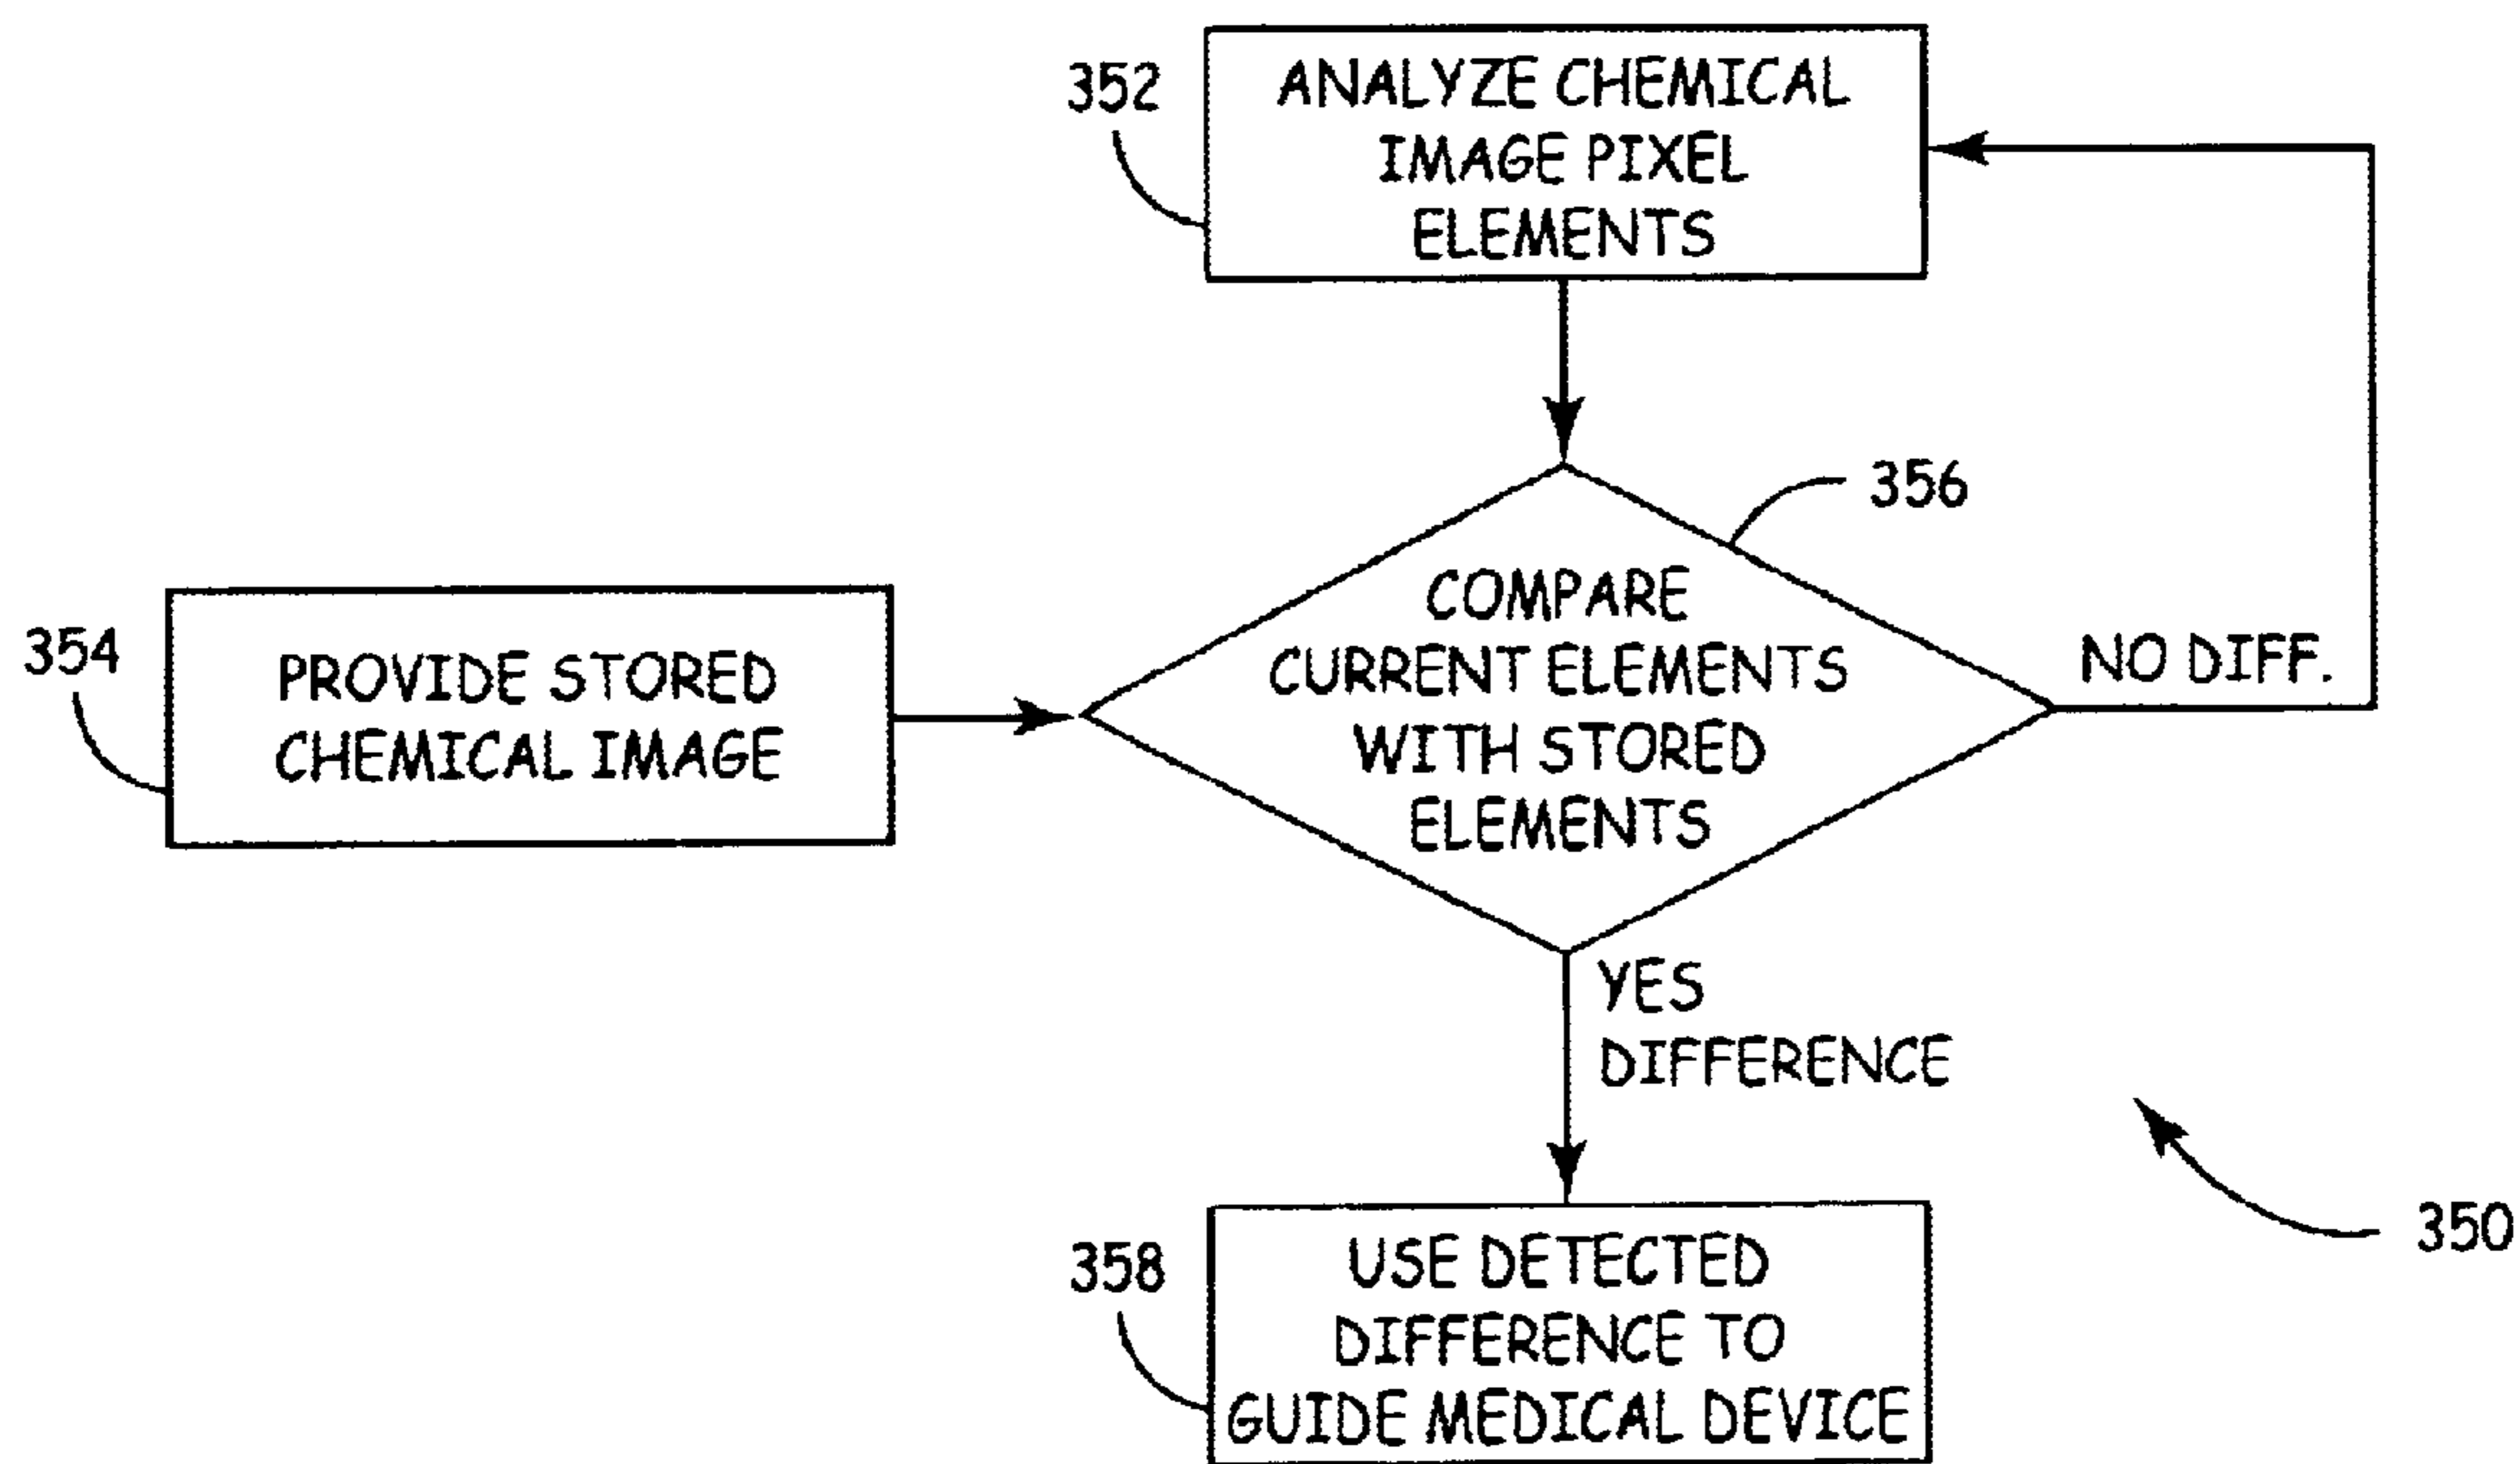 352
ANALYZE CHEMICAL
IMAGE PIXEL
ELEMENTS
356
354
PROVIDE STORED
CHEMICAL IMAGE
COMPARE
CURRENT ELEMENTS
WITH STORED
ELEMENTS
NO DIFF.
YES
DIFFERENCE
350
358
USE DETECTED
DIFFERENCE TO
GUIDE MEDICAL DEVICE